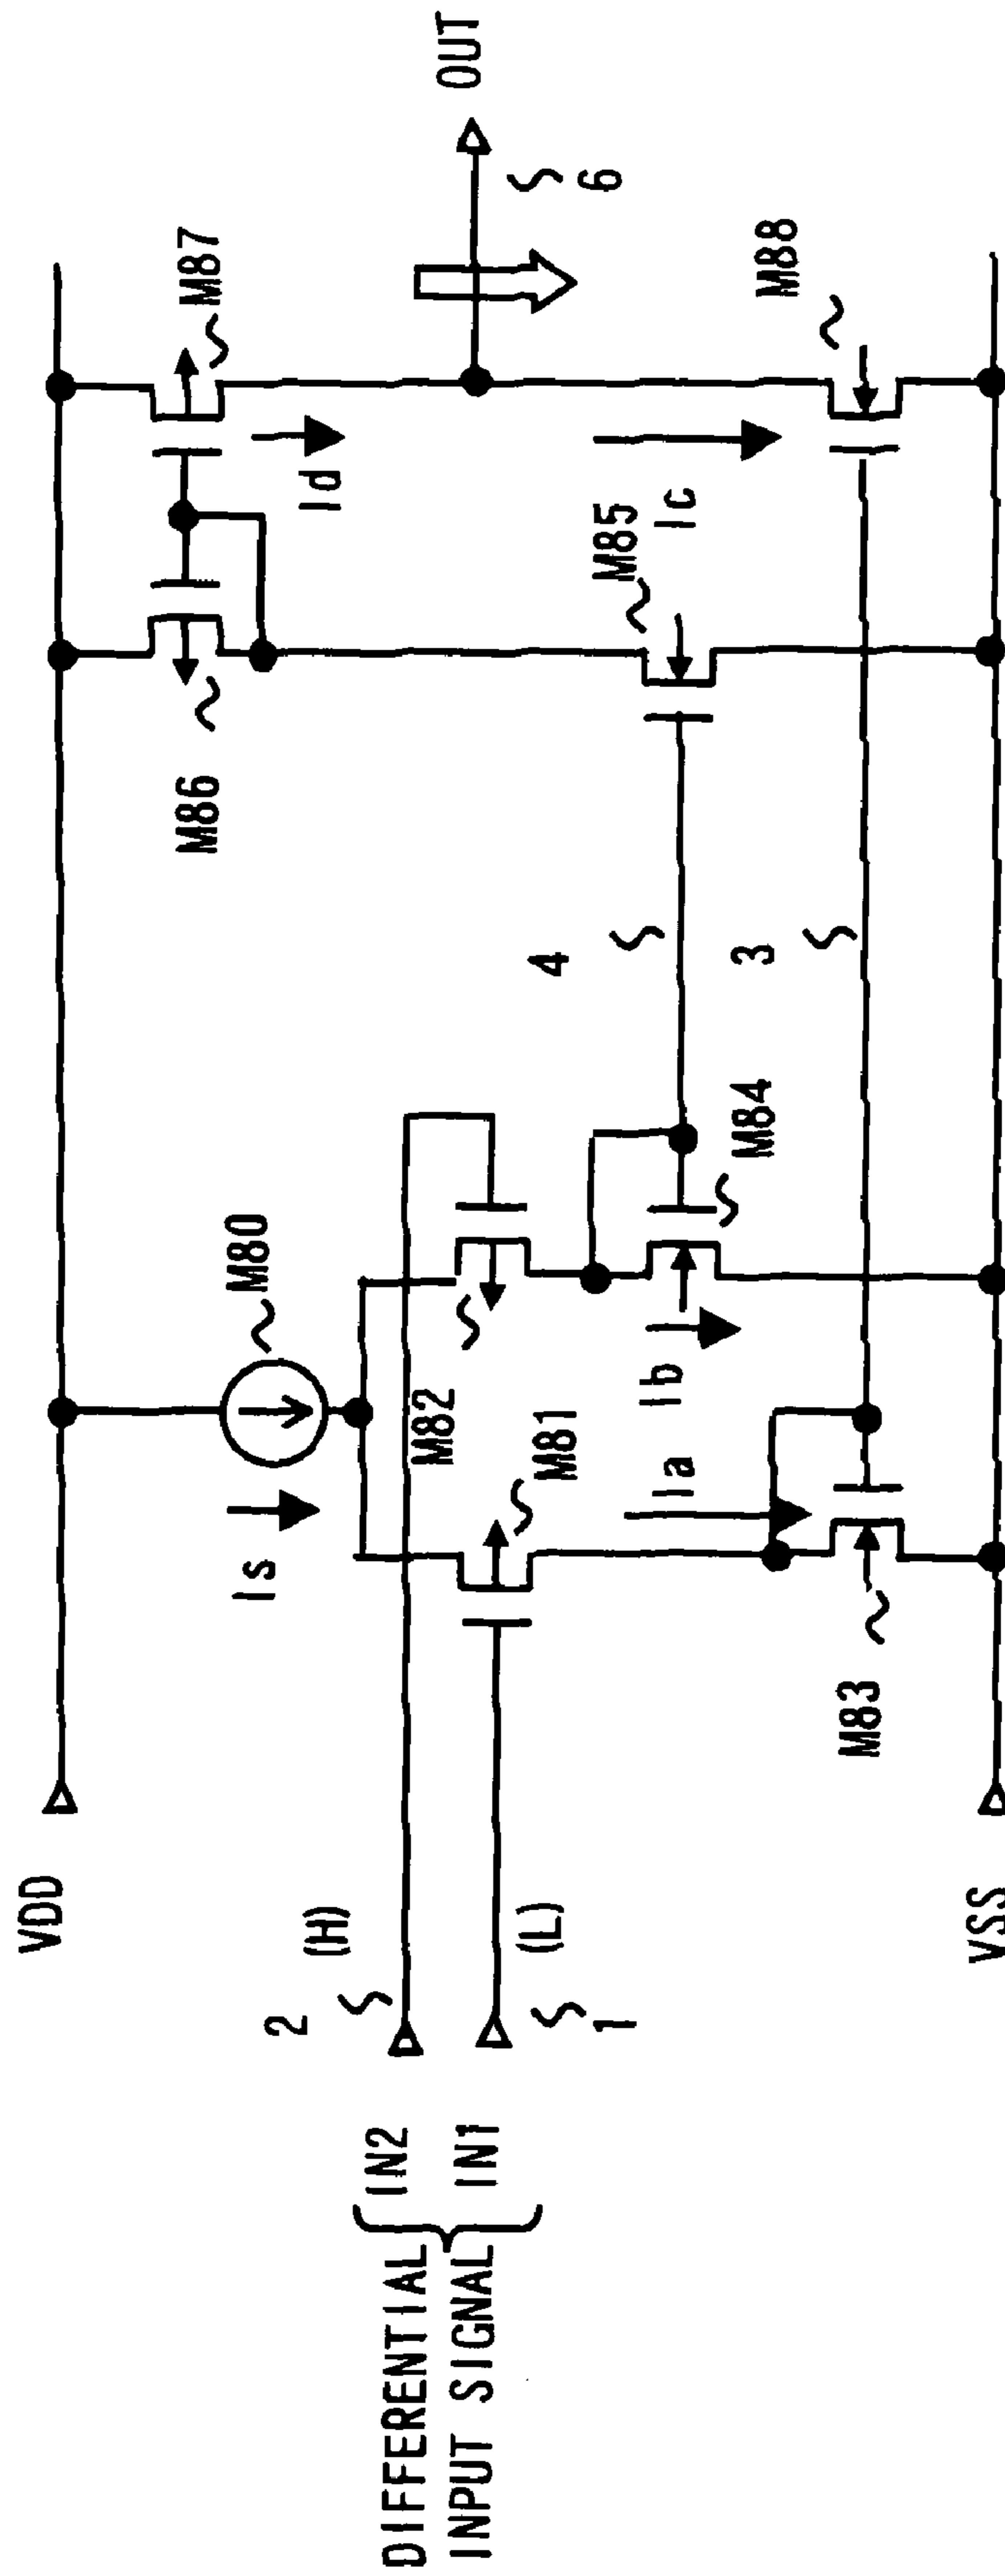 VDD
M86
M87
Id
OUT
6
M80
Is
2
(H)
IN2
DIFFERENTIAL
INPUT SIGNAL
IN1
(L)
1
M82
M81
4
M85
Ic
M88
Ia
Ib
M84
3
M83
VSS